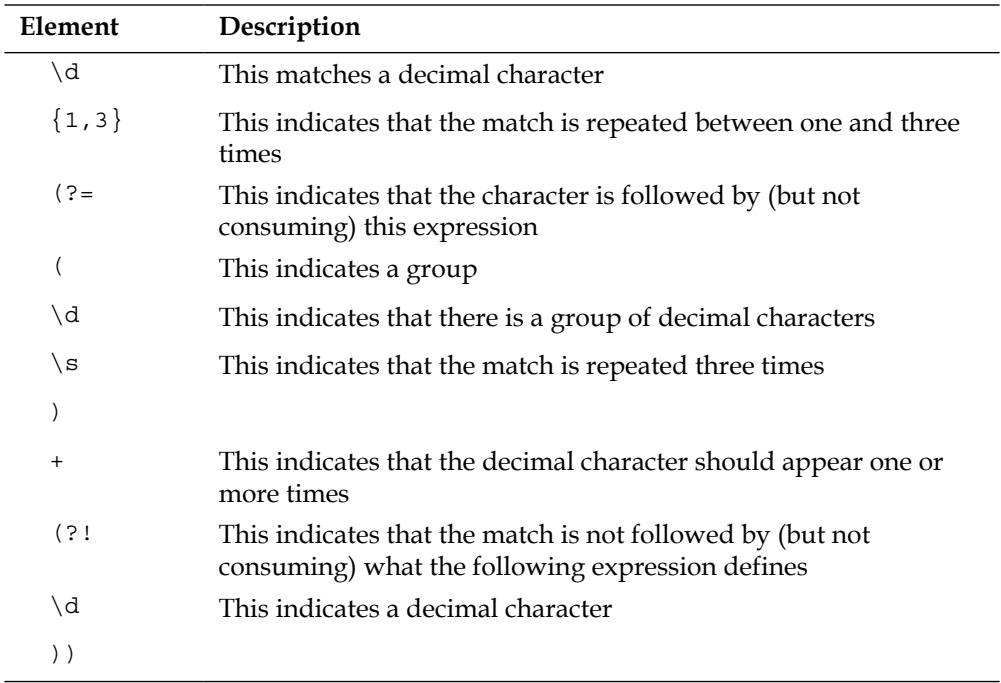 Element Description
\d This matches a decimal character
{1,3} This indicates that the match is repeated between one and three
times
(?= This indicates that the character is followed by (but not
consuming) this expression
( This indicates a group
\d This indicates that there is a group of decimal characters
\s This indicates that the match is repeated three times
)
+ This indicates that the decimal character should appear one or
more times
(?! This indicates that the match is not followed by (but not
consuming) what the following expression defines
\d This indicates a decimal character
))